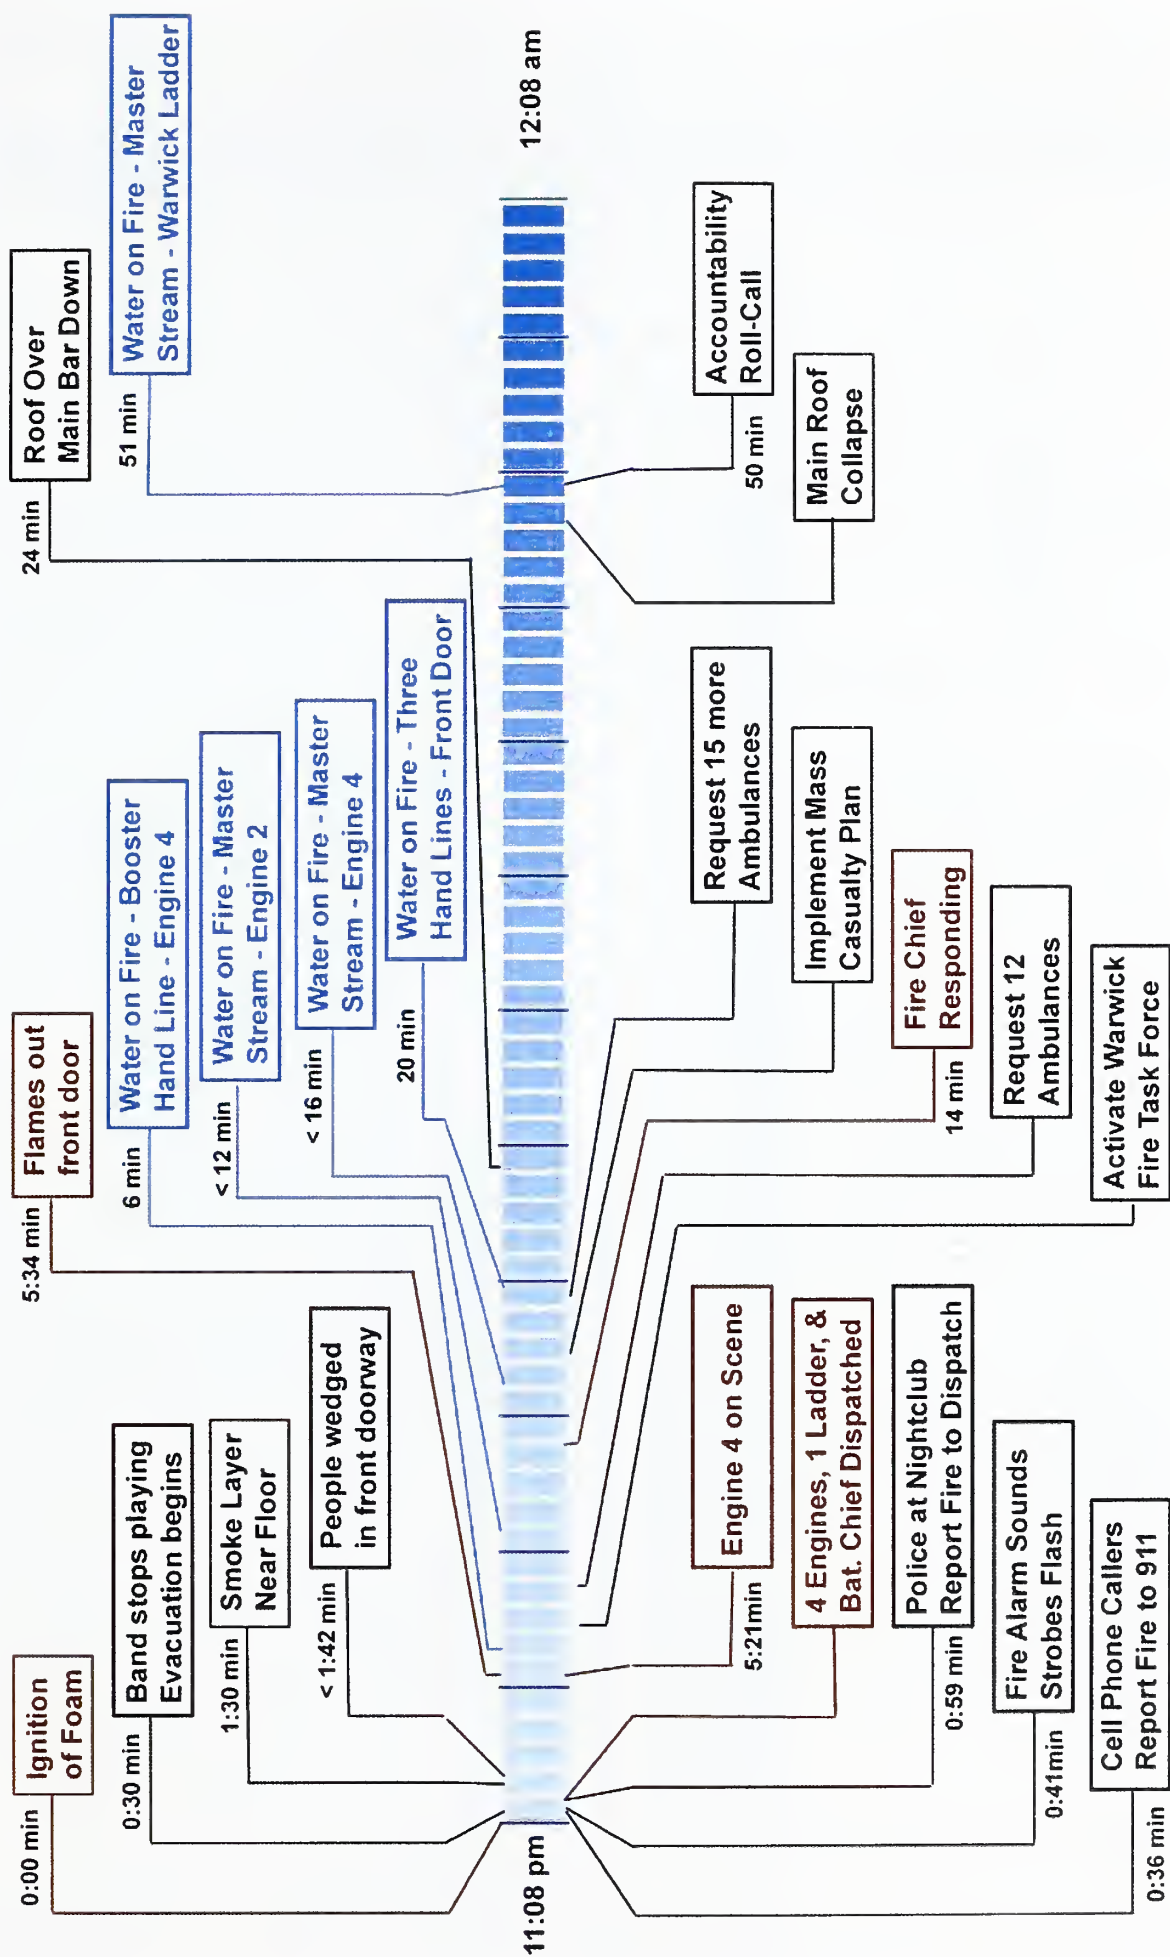 0:00 min
Ignition
of Foam
0:30 min
Band stops playing
Evacuation begins
1:30 min
Smoke Layer
Near Floor
< 1:42 min
People wedged
in front doorway
5:34 min
Flames out
front door
6 min
Water on Fire - Booster
Hand Line - Engine 4
< 12 min
Water on Fire - Master
Stream - Engine 2
< 16 min
Water on Fire - Master
Stream - Engine 4
20 min
Water on Fire - Three
Hand Lines - Front Door
24 min
Roof Over
Main Bar Down
51 min
Water on Fire - Master
Stream - Warwick Ladder
11:08 pm
12:08 am
5:21min
Engine 4 on Scene
4 Engines, 1 Ladder, &
Bat. Chief Dispatched
0:59 min
Police at Nightclub
Report Fire to Dispatch
0:41min
Fire Alarm Sounds
Strobes Flash
0:36 min
Cell Phone Callers
Report Fire to 911
Request 15 more
Ambulances
Implement Mass
Casualty Plan
14 min
Fire Chief
Responding
Request 12
Ambulances
Activate Warwick
Fire Task Force
50 min
Accountability
Roll-Call
Main Roof
Collapse